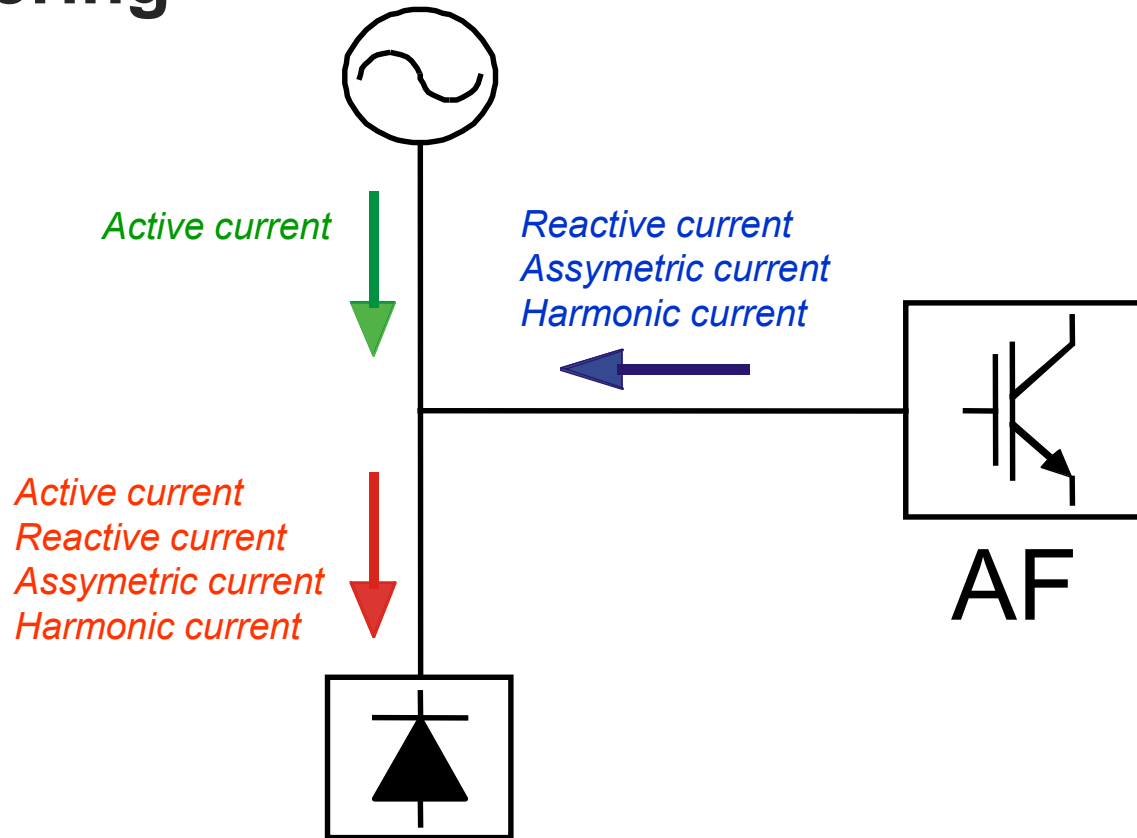 Active current
Reactive current
Assymetric current
Harmonic current
Active current
Reactive current
Assymetric current
Harmonic current
AF